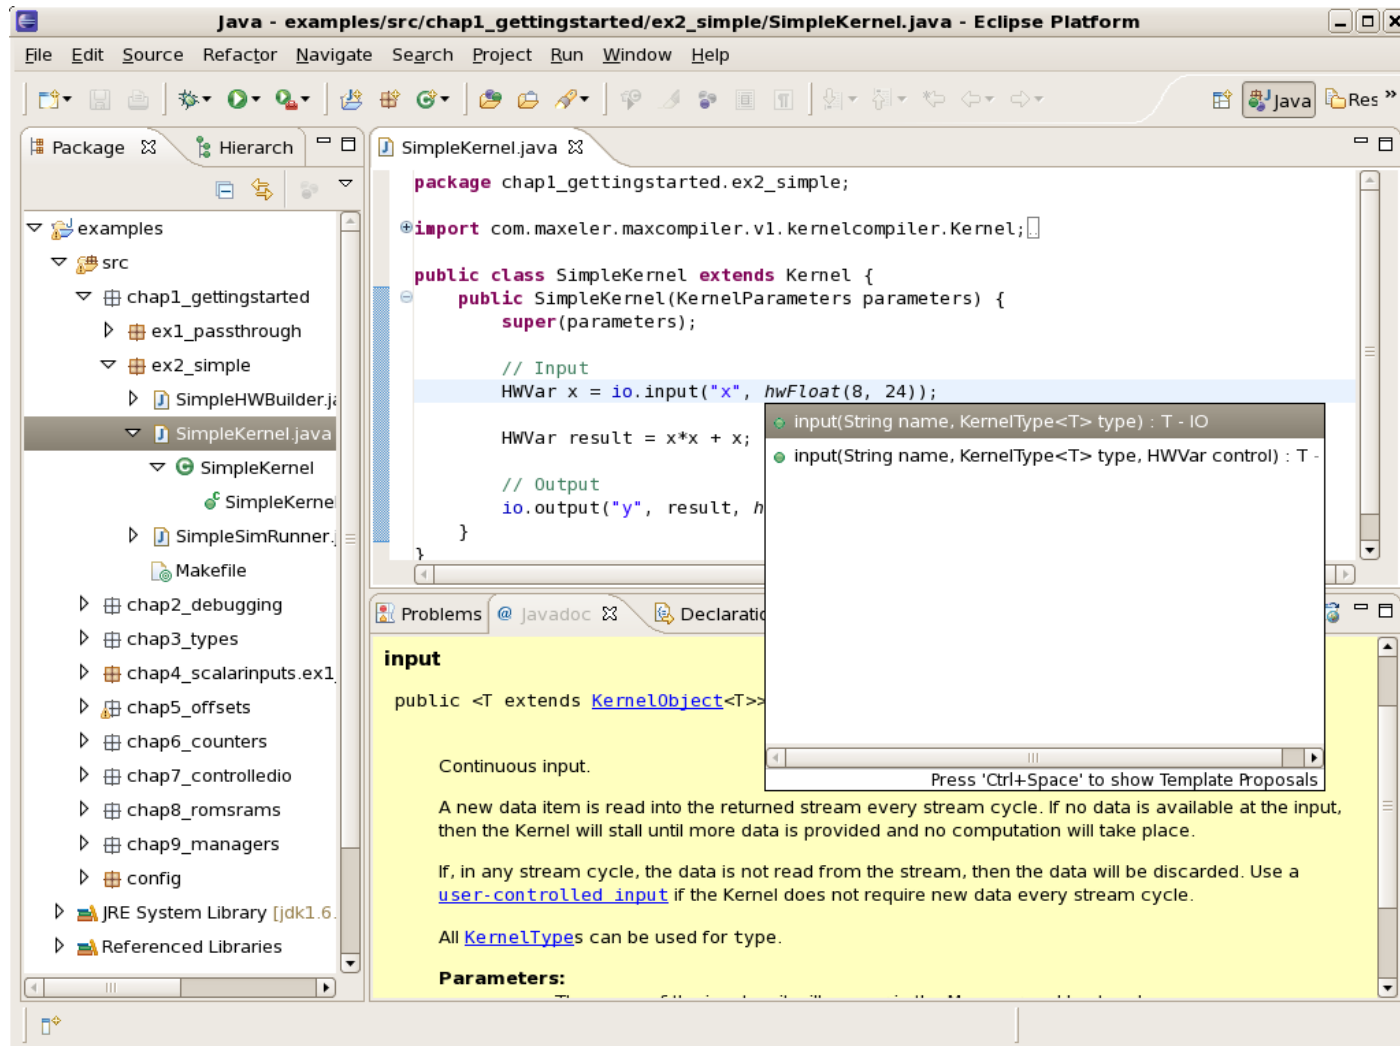 Java - examples/src/chap1_gettingstarted/ex2_simple/SimpleKernel.java - Eclipse Platform
File Edit Source Refactor Navigate Search Project Run Window Help
Java Res »
Package Hierarch
examples
src
chap1_gettingstarted
ex1_passthrough
ex2_simple
SimpleHWBuilder.ja
SimpleKernel.java
SimpleKernel
SimpleKernel
SimpleSimRunner.j
Makefile
chap2_debugging
chap3_types
chap4_scalarinputs.ex1_
chap5_offsets
chap6_counters
chap7_controlledio
chap8_romsrams
chap9_managers
config
JRE System Library [jdk1.6.
Referenced Libraries
SimpleKernel.java
package chap1_gettingstarted.ex2_simple;
import com.maxeler.maxcompiler.v1.kernelcompiler.Kernel;
public class SimpleKernel extends Kernel {
public SimpleKernel(KernelParameters parameters) {
super(parameters);
// Input
HWVar x = io.input("x", hwFloat(8, 24));
HWVar result = x*x + x;
// Output
io.output("y", result, h
}
}
input(String name, KernelType<T> type) : T - IO
input(String name, KernelType<T> type, HWVar control) : T -
Press 'Ctrl+Space' to show Template Proposals
Problems @ Javadoc Declaratio
input
public <T extends KernelObject<T>>
Continuous input.
A new data item is read into the returned stream every stream cycle. If no data is available at the input,
then the Kernel will stall until more data is provided and no computation will take place.
If, in any stream cycle, the data is not read from the stream, then the data will be discarded. Use a
user-controlled input if the Kernel does not require new data every stream cycle.
All KernelTypes can be used for type.
Parameters: